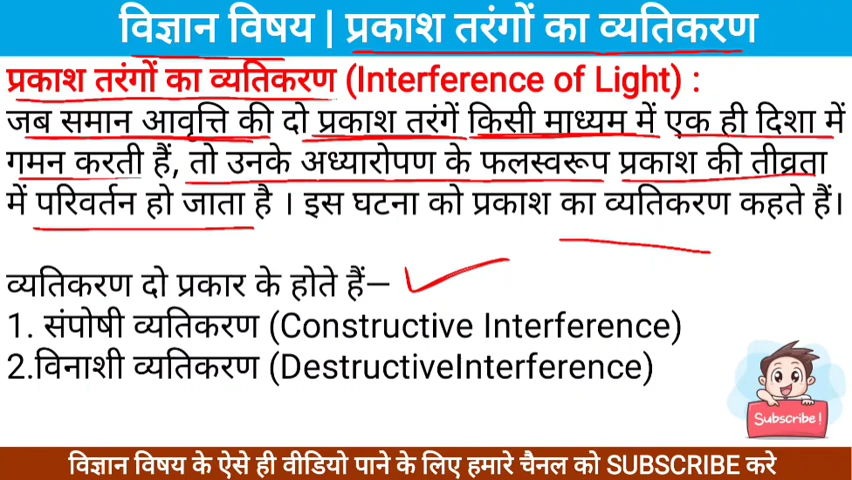 विज्ञान विषय | प्रकाश तरंगों का व्यतिकरण
प्रकाश तरंगों का व्यतिकरण (Interference of Light) :
जब समान आवृत्ति की दो प्रकाश तरंगें किसी माध्यम में एक ही दिशा में
गमन करती हैं, तो उनके अध्यारोपण के फलस्वरूप प्रकाश की तीव्रता
में परिवर्तन हो जाता है । इस घटना को प्रकाश का व्यतिकरण कहते हैं।
व्यतिकरण दो प्रकार के होते हैं—
1. संपोषी व्यतिकरण (Constructive Interference)
2.विनाशी व्यतिकरण (DestructiveInterference)
Subscribe!
विज्ञान विषय के ऐसे ही वीडियो पाने के लिए हमारे चैनल को SUBSCRIBE करे